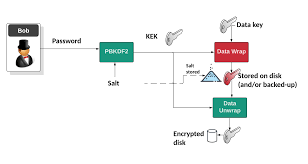 Bob
Password
PBKDF2
KEK
Data key
Data Wrap
Salt
Salt
stored
Stored on disk
(and/or backed-up)
Data
Unwrap
Encrypted
disk